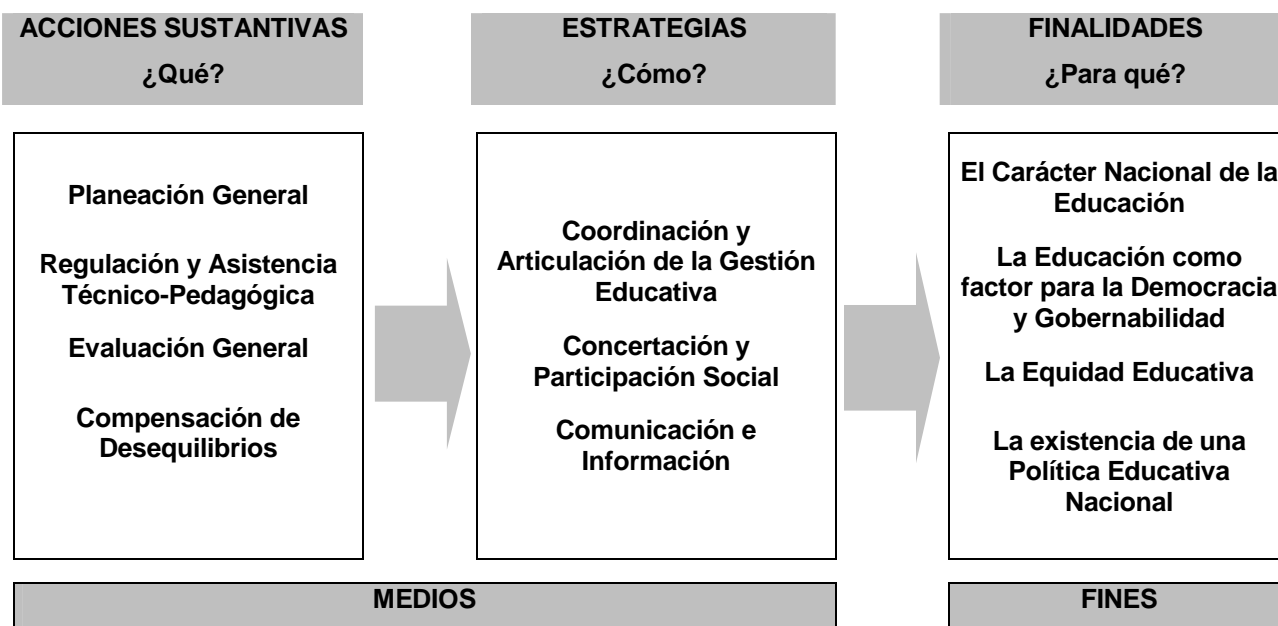 ACCIONES SUSTANTIVAS
¿Qué?
ESTRATEGIAS
¿Cómo?
FINALIDADES
¿Para qué?
Planeación General
Regulación y Asistencia
Técnico-Pedagógica
Evaluación General
Compensación de
Desequilibrios
Coordinación y
Articulación de la Gestión
Educativa
Concertación y
Participación Social
Comunicación e
Información
El Carácter Nacional de la
Educación
La Educación como
factor para la Democracia
y Gobernabilidad
La Equidad Educativa
La existencia de una
Política Educativa
Nacional
MEDIOS
FINES